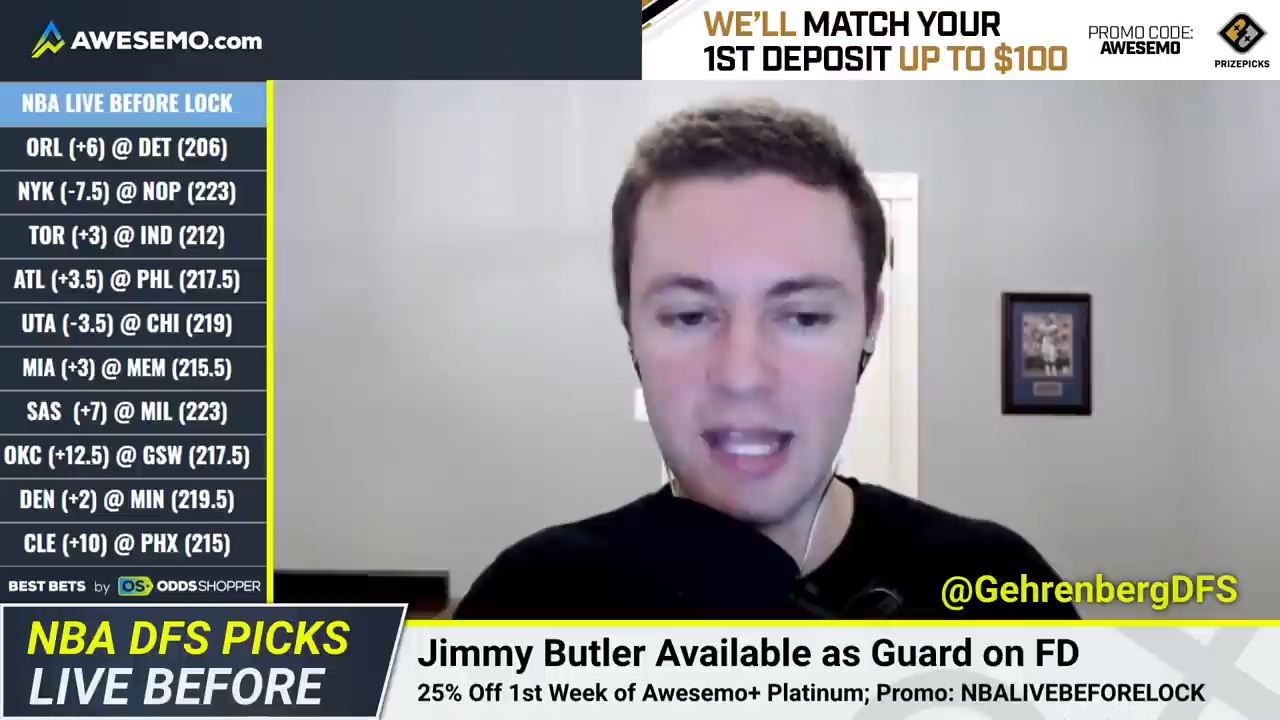 AWESEMO.com
WE'LL MATCH YOUR
1ST DEPOSIT UP TO $100
PROMO CODE:
AWESEMO
PRIZEPICKS
NBA LIVE BEFORE LOCK
ORL (+6) @ DET (206)
NYK (-7.5) @ NOP (223)
TOR (+3) @ IND (212)
ATL (+3.5) @ PHL (217.5)
UTA (-3.5) @ CHI (219)
MIA (+3) @ MEM (215.5)
SAS (+7) @ MIL (223)
OKC (+12.5) @ GSW (217.5)
DEN (+2) @ MIN (219.5)
CLE (+10) @ PHX (215)
BEST BETS by OS ODDSSHOPPER
@GehrenbergDFS
NBA DFS PICKS
LIVE BEFORE
Jimmy Butler Available as Guard on FD
25% Off 1st Week of Awesemo+ Platinum; Promo: NBALIVEBEFORELOCK